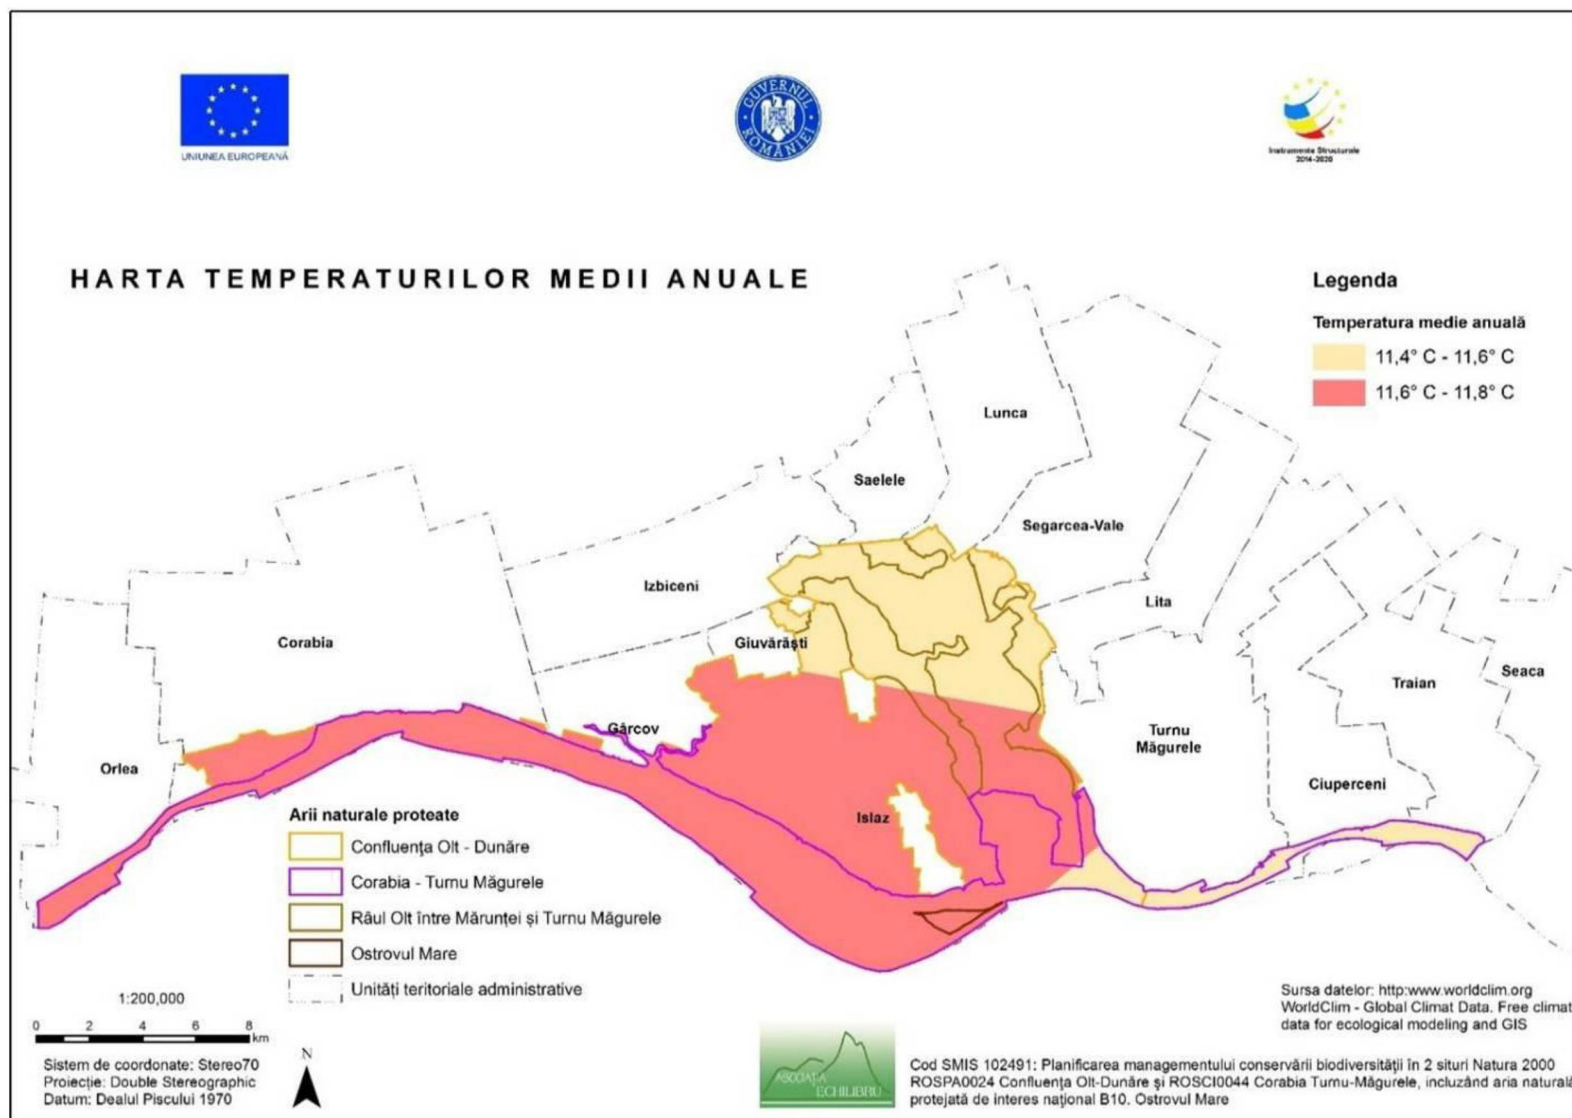 UNIUNEA EUROPEANĂ
GUVERNUL ROMÂNIEI
Instrumente Structurale
2014-2020
HARTA TEMPERATURILOR MEDII ANUALE
Legenda
Temperatura medie anuală
11,4° C - 11,6° C
11,6° C - 11,8° C
Lunca
Saelele
Segarcea-Vale
Izbiceni
Lita
Corabia
Giuvărăști
Traian
Seaca
Gârcov
Turnu
Măgurele
Orlea
Ciuperceni
Islaz
Arii naturale proteate
Confluența Olt - Dunăre
Corabia - Turnu Măgurele
Râul Olt între Mărunței și Turnu Măgurele
Ostrovul Mare
Unități teritoriale administrative
1:200,000
0 2 4 6 8
km
N
Sistem de coordonate: Stereo70
Proiecție: Double Stereographic
Datum: Dealul Piscului 1970
ASOCIAȚIA
ECHILIBRU
Sursa datelor: http:www.worldclim.org
WorldClim - Global Climat Data. Free climat
data for ecological modeling and GIS
Cod SMIS 102491: Planificarea managementului conservării biodiversității în 2 situri Natura 2000
ROSPA0024 Confluența Olt-Dunăre și ROSCI0044 Corabia Turnu-Măgurele, incluzând aria naturală
protejată de interes național B10. Ostrovul Mare